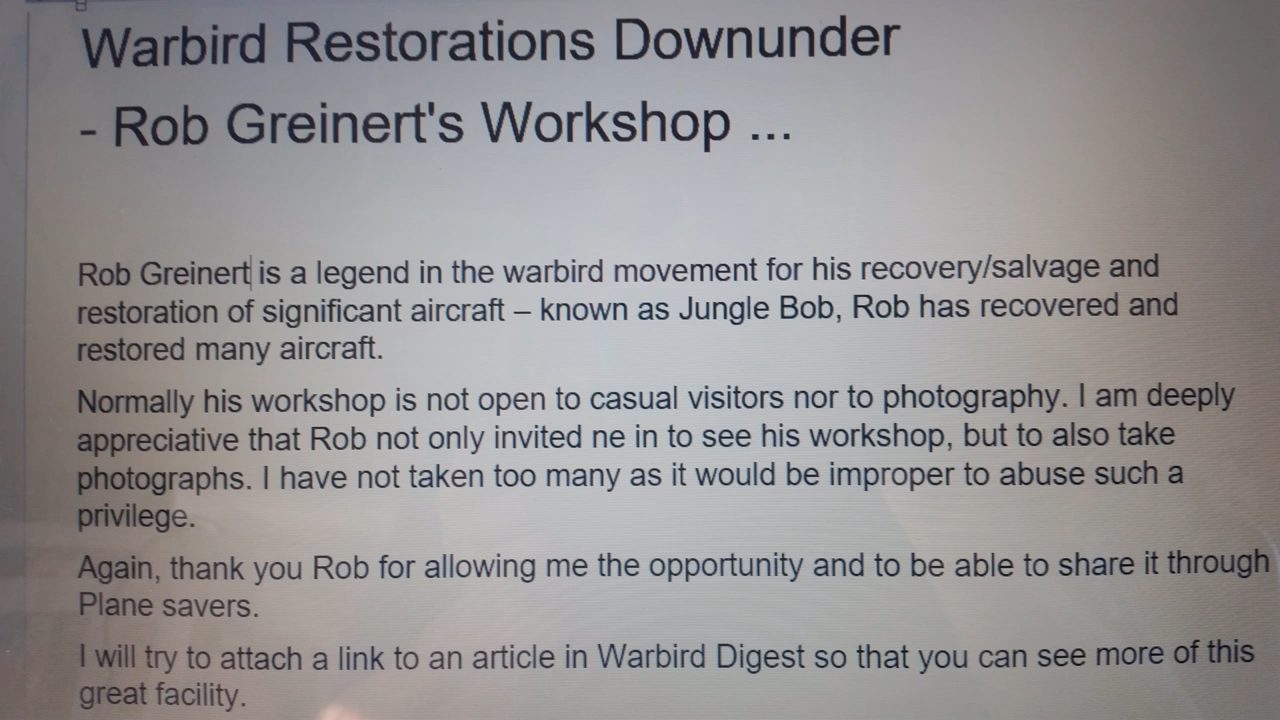 Warbird Restorations Downunder
- Rob Greinert's Workshop ...
Rob Greinert is a legend in the warbird movement for his recovery/salvage and
restoration of significant aircraft – known as Jungle Bob, Rob has recovered and
restored many aircraft.
Normally his workshop is not open to casual visitors nor to photography. I am deeply
appreciative that Rob not only invited ne in to see his workshop, but to also take
photographs. I have not taken too many as it would be improper to abuse such a
privilege.
Again, thank you Rob for allowing me the opportunity and to be able to share it through
Plane savers.
I will try to attach a link to an article in Warbird Digest so that you can see more of this
great facility.